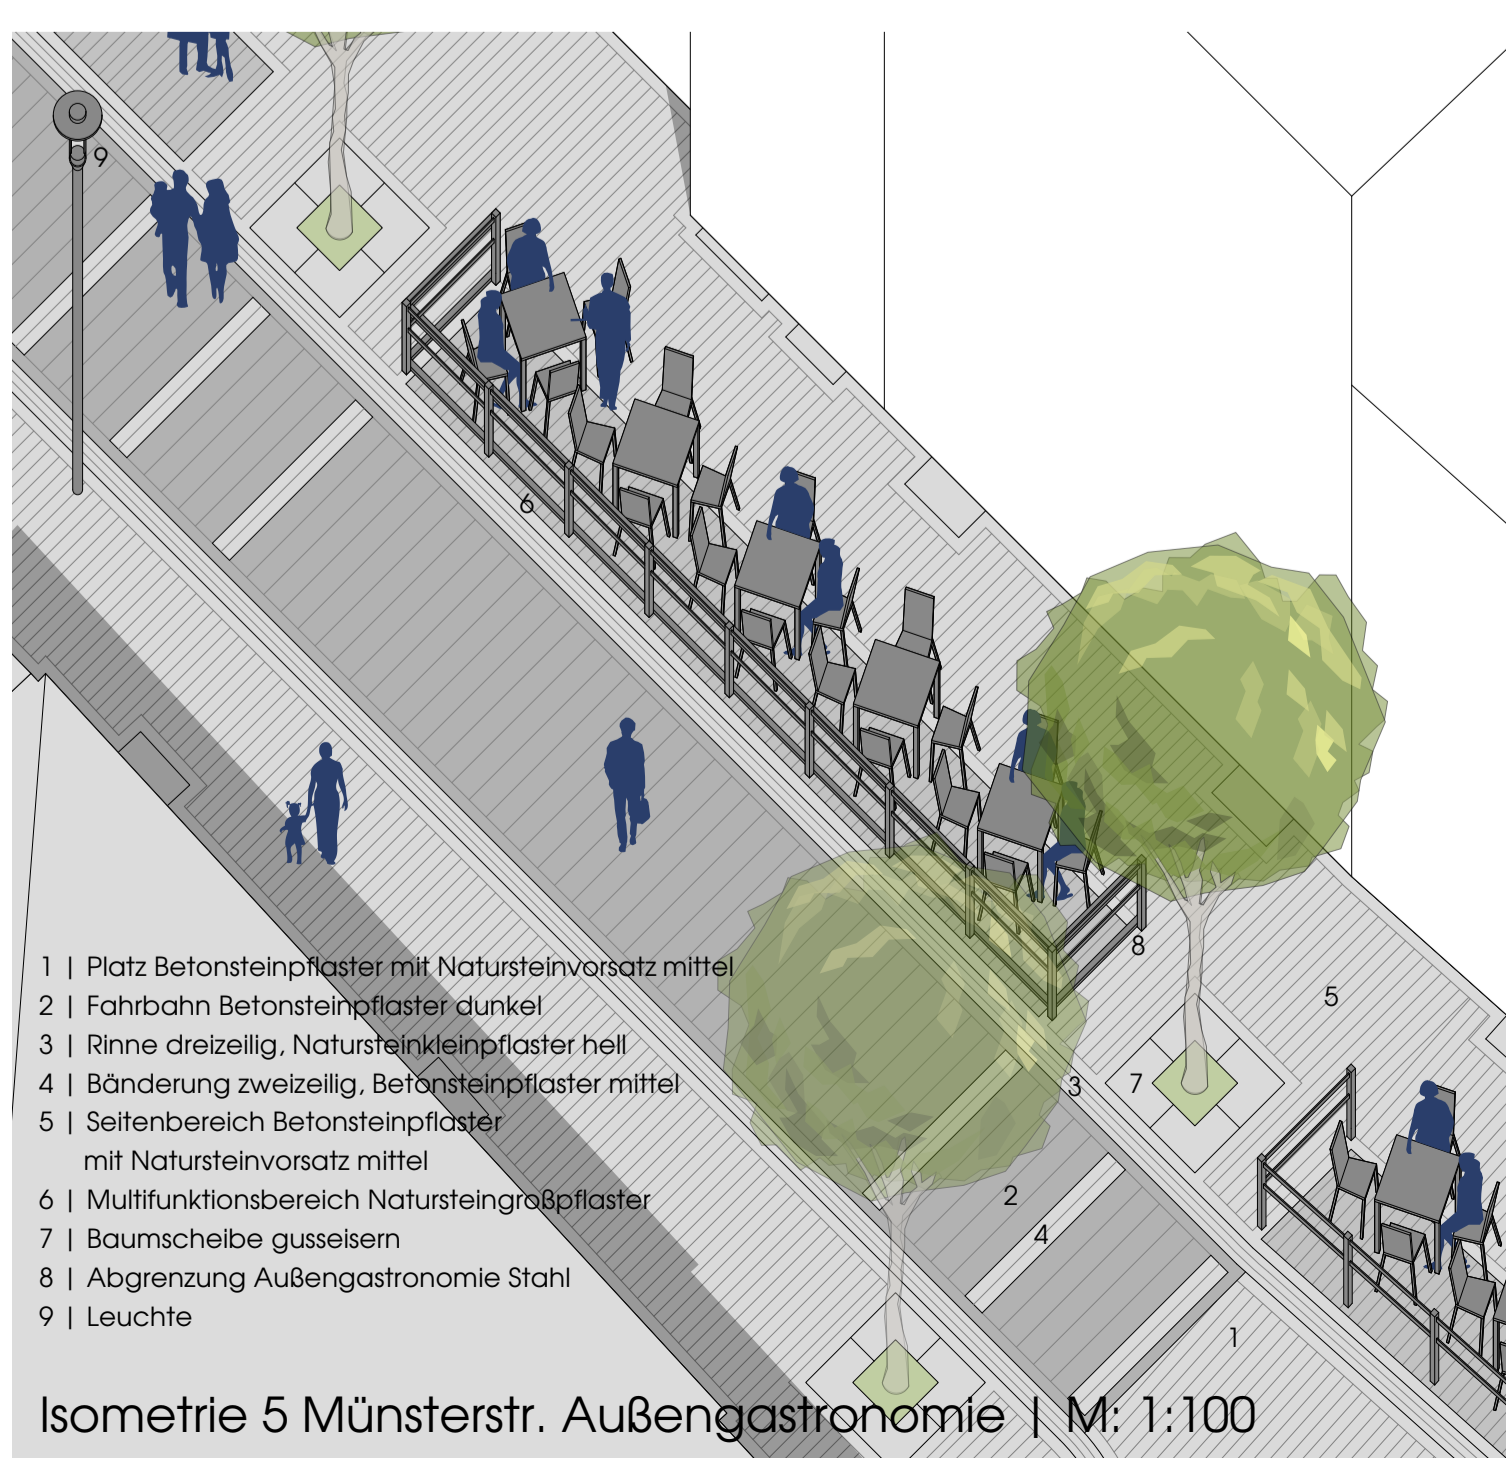 9
6
8
5
3
7
2
4
1
1 | Platz Betonsteinpflaster mit Natursteinvorsatz mittel
2 | Fahrbahn Betonsteinpflaster dunkel
3 | Rinne dreizeilig, Natursteinkleinpflaster hell
4 | Bänderung zweizeilig, Betonsteinpflaster mittel
5 | Seitenbereich Betonsteinpflaster
mit Natursteinvorsatz mittel
6 | Multifunktionsbereich Natursteingroßpflaster
7 | Baumscheibe gusseisern
8 | Abgrenzung Außengastronomie Stahl
9 | Leuchte
Isometrie 5 Münsterstr. Außengastronomie | M: 1:100